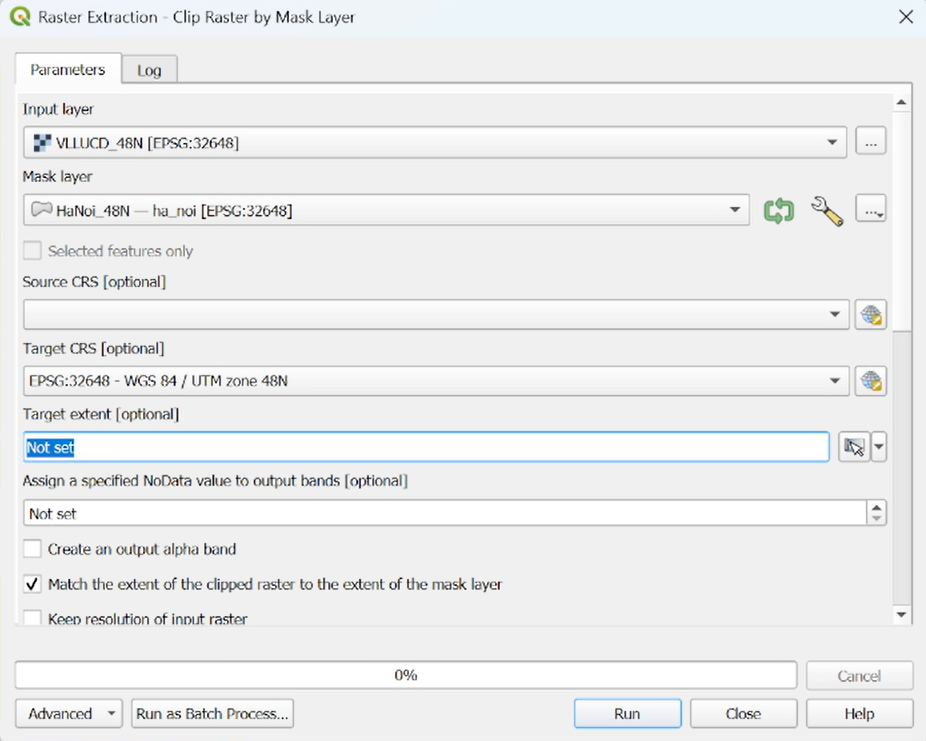 Raster Extraction - Clip Raster by Mask Layer
Parameters
Log
Input layer
VLLUCD_48N [EPSG:32648]
...
Mask layer
HaNoi_48N — ha_noi [EPSG:32648]
...
Selected features only
Source CRS [optional]
Target CRS [optional]
EPSG:32648 - WGS 84 / UTM zone 48N
Target extent [optional]
Not set
Assign a specified NoData value to output bands [optional]
Not set
Create an output alpha band
Match the extent of the clipped raster to the extent of the mask layer
Keep resolution of input raster
0%
Cancel
Advanced
Run as Batch Process...
Run
Close
Help